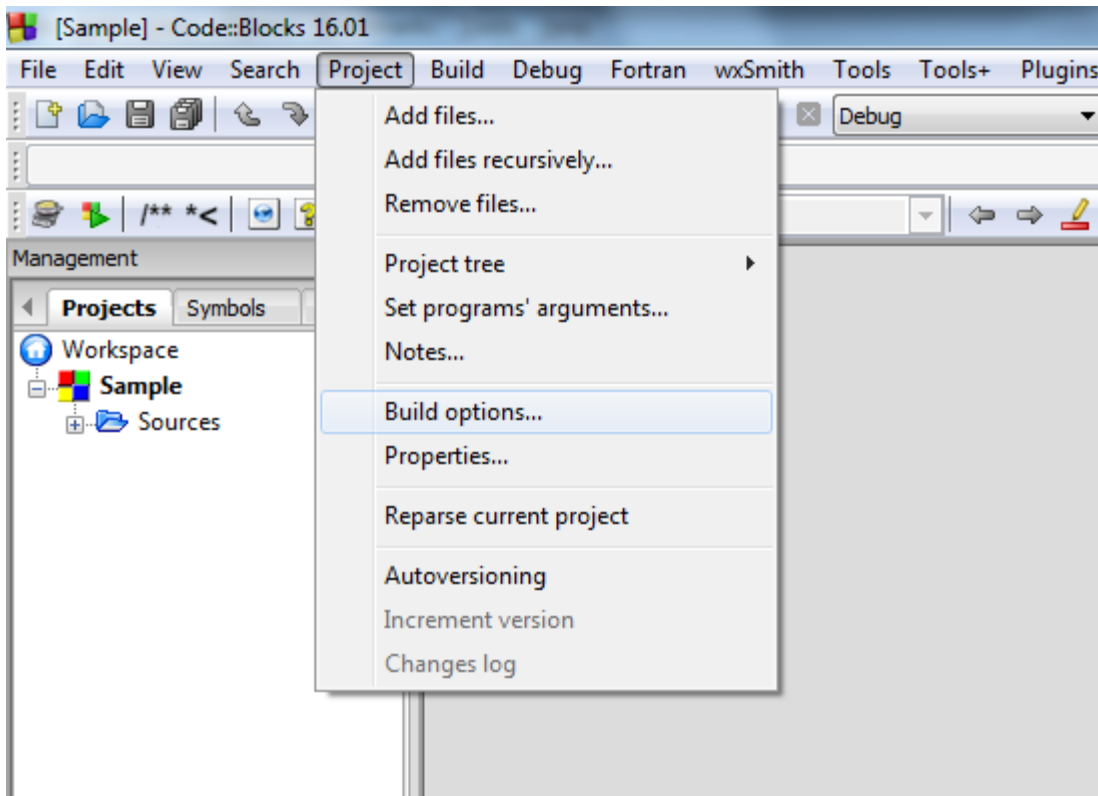 [Sample] - Code::Blocks 16.01
File Edit View Search Project Build Debug Fortran wxSmith Tools Tools+ Plugins
Debug
/** *<
Management
Projects Symbols
Workspace
Sample
Sources
Add files...
Add files recursively...
Remove files...
Project tree
Set programs' arguments...
Notes...
Build options...
Properties...
Reparse current project
Autoversioning
Increment version
Changes log